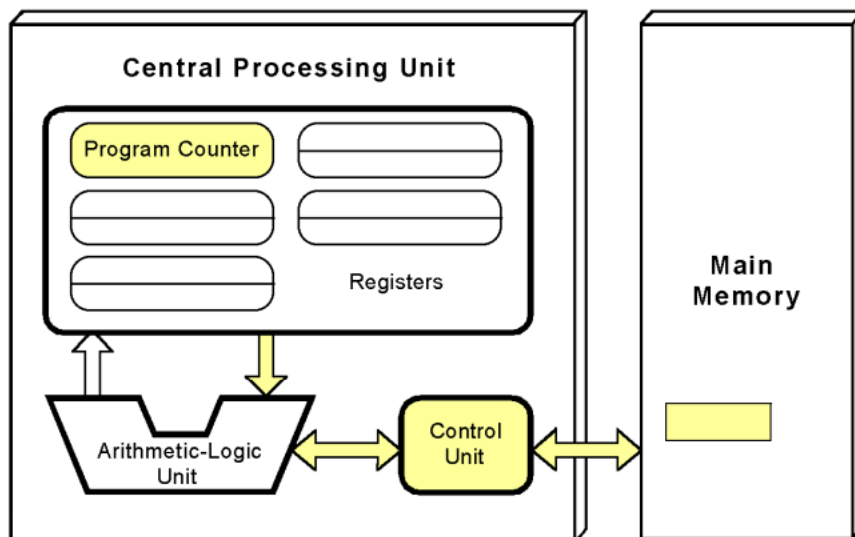 Central Processing Unit
Program Counter
Registers
Main
Memory
Arithmetic-Logic
Unit
Control
Unit